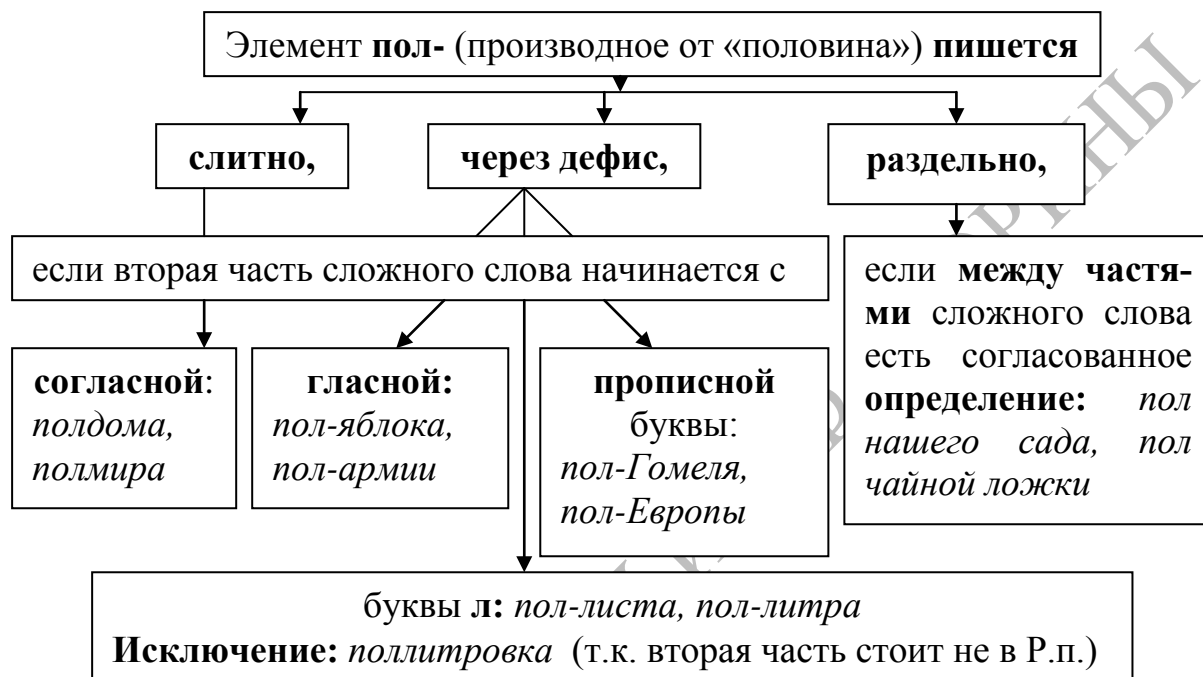 Элемент пол- (производное от «половина») пишется
слитно,
через дефис,
раздельно,
если вторая часть сложного слова начинается с
согласной:
полдома,
полмира
гласной:
пол-яблока,
пол-армии
прописной
буквы:
пол-Гомеля,
пол-Европы
если между частя-
ми сложного слова
есть согласованное
определение: пол
нашего сада, пол
чайной ложки
буквы л: пол-листа, пол-литра
Исключение: поллитровка (т.к. вторая часть стоит не в Р.п.)